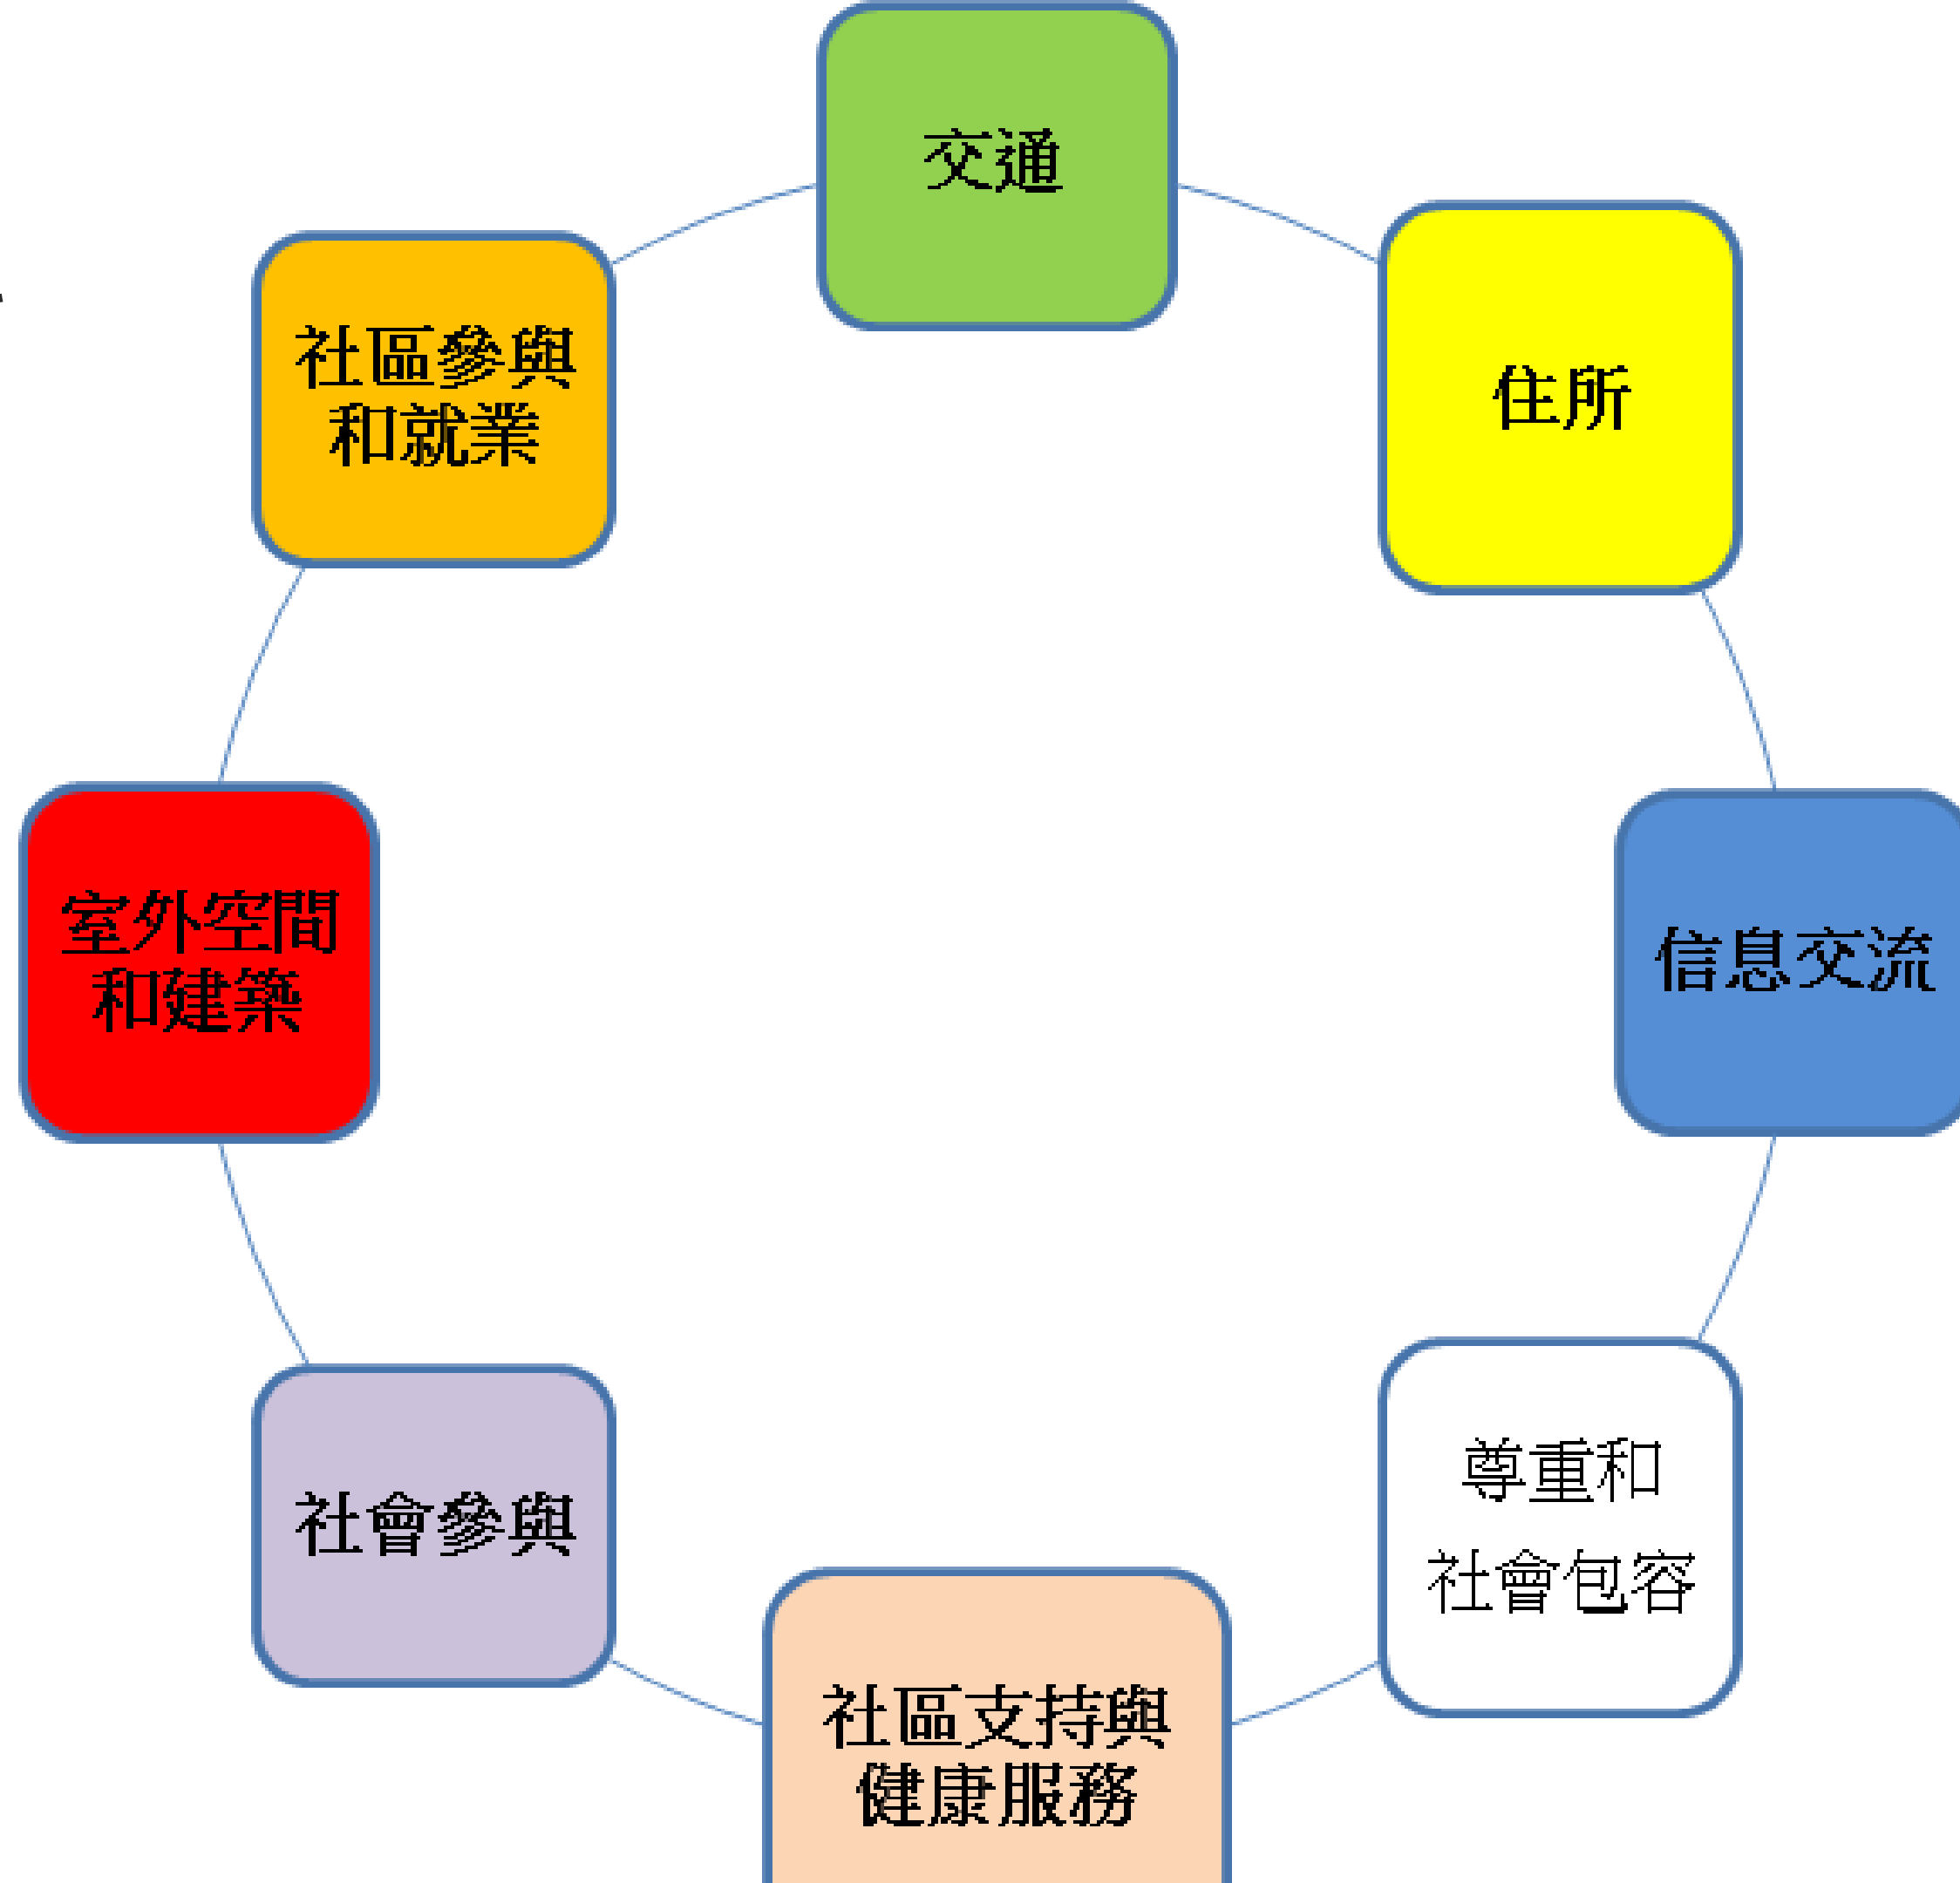 交通
住所
社區參與
和就業
室外空間
和建築
信息交流
尊重和
社會包容
社會參與
社區支持與
健康服務